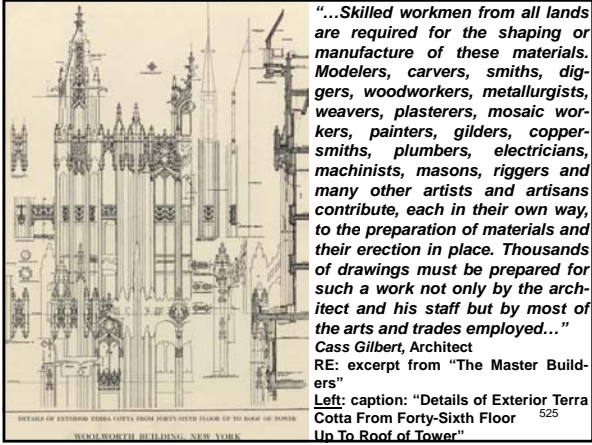 “…Skilled workmen from all lands
are required for the shaping or
manufacture of these materials.
Modelers, carvers, smiths, dig-
gers, woodworkers, metallurgists,
weavers, plasterers, mosaic wor-
kers, painters, gilders, copper-
smiths, plumbers, electricians,
machinists, masons, riggers and
many other artists and artisans
contribute, each in their own way,
to the preparation of materials and
their erection in place. Thousands
of drawings must be prepared for
such a work not only by the arch-
itect and his staff but by most of
the arts and trades employed…”
Cass Gilbert, Architect
RE: excerpt from “The Master Build-
ers”
Left: caption: “Details of Exterior Terra
Cotta From Forty-Sixth Floor
Up To Roof of Tower”
525
DETAILS OF EXTERIOR TERRA COTTA FROM FORTY-SIXTH FLOOR UP TO ROOF OF TOWER
WOOLWORTH BUILDING, NEW YORK